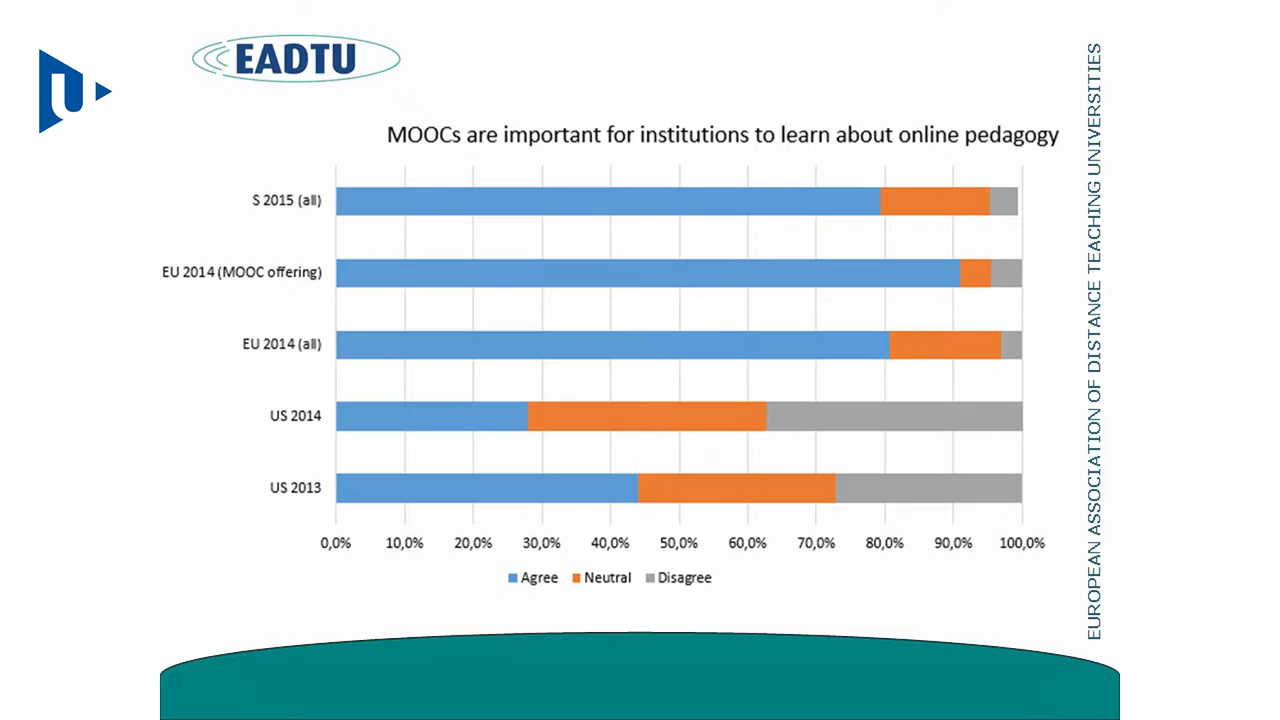 U
EADTU
MOOCs are important for institutions to learn about online pedagogy
S 2015 (all)
EU 2014 (MOOC offering)
EU 2014 (all)
US 2014
US 2013
0,0% 10,0% 20,0% 30,0% 40,0% 50,0% 60,0% 70,0% 80,0% 90,0% 100,0%
Agree Neutral Disagree
EUROPEAN ASSOCIATION OF DISTANCE TEACHING UNIVERSITIES